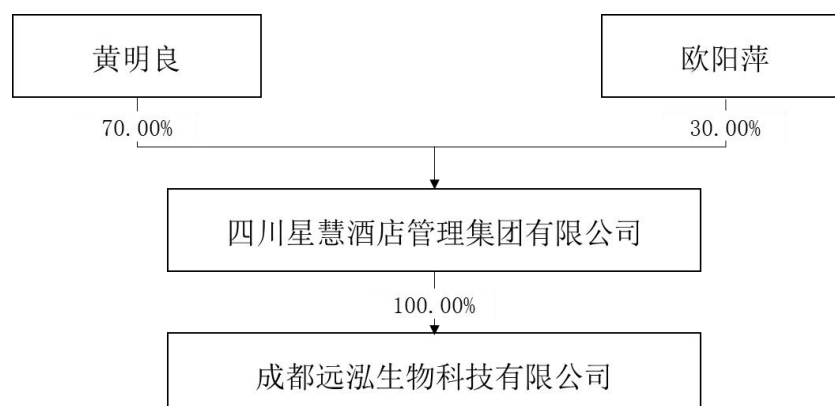 黄明良
欧阳萍
70.00%
30.00%
四川星慧酒店管理集团有限公司
100.00%
成都远泓生物科技有限公司